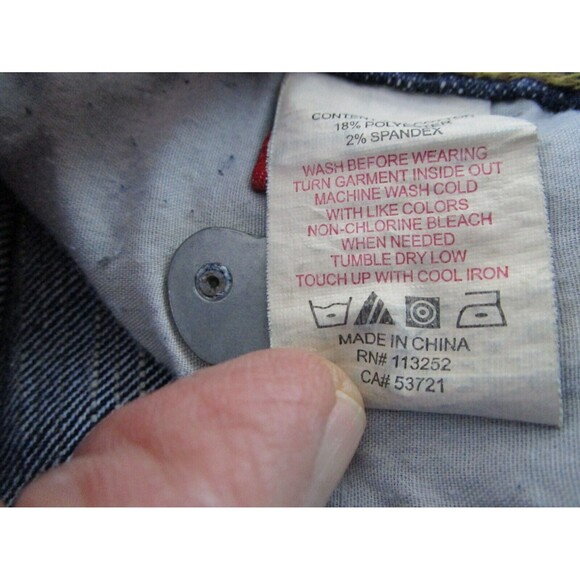 18% POLYESTER
2% SPANDEX
WASH BEFORE WEARING
TURN GARMENT INSIDE OUT
MACHINE WASH COLD
WITH LIKE COLORS
NON-CHLORINE BLEACH
WHEN NEEDED
TUMBLE DRY LOW
TOUCH UP WITH COOL IRON
MADE IN CHINA
RN# 113252
CA# 53721